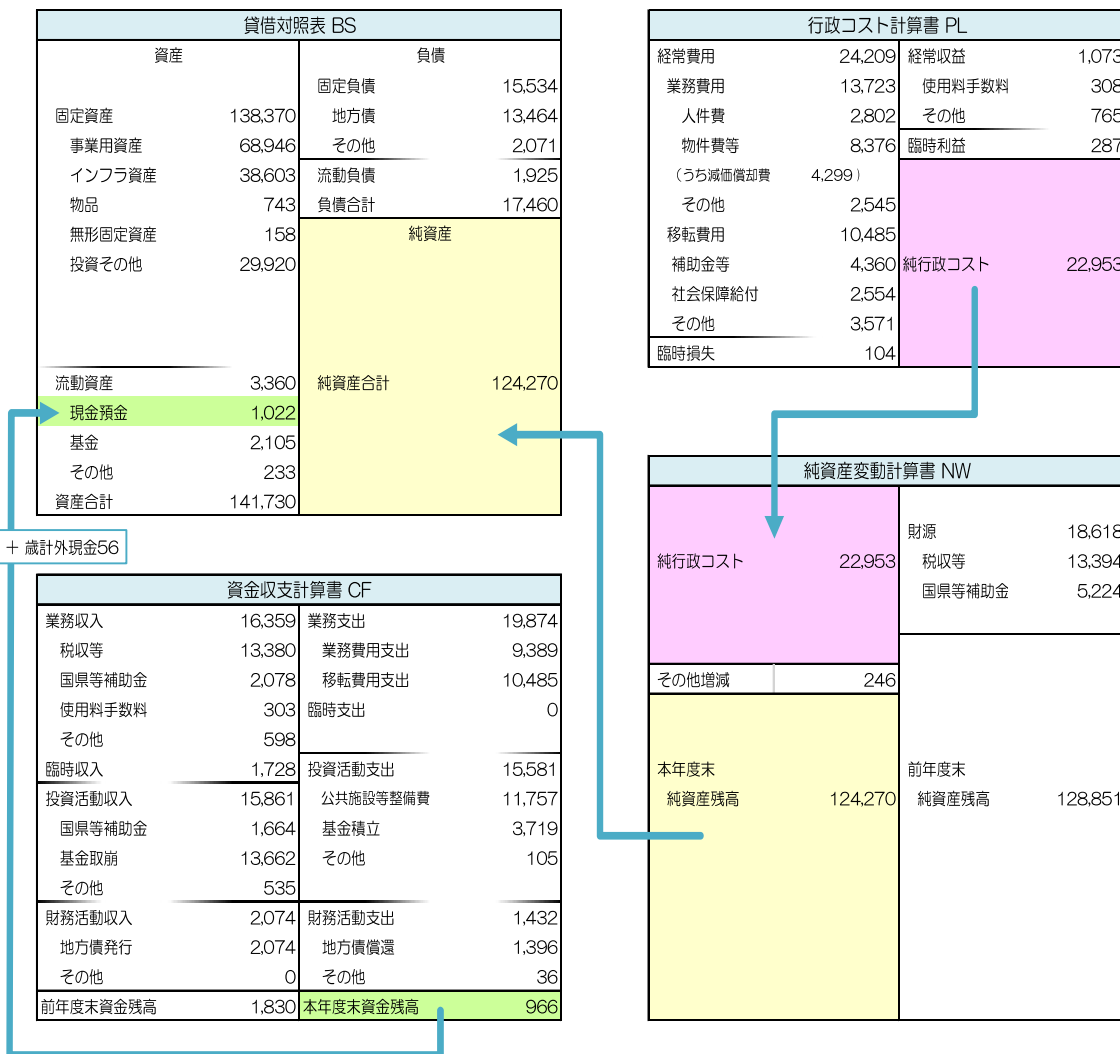 貸借対照表 BS
資産
固定資産 138,370
事業用資産 68,946
インフラ資産 38,603
物品 743
無形固定資産 158
投資その他 29,920
流動資産 3,360
現金預金 1,022
基金 2,105
その他 233
資産合計 141,730
負債
固定負債 15,534
地方債 13,464
その他 2,071
流動負債 1,925
負債合計 17,460
純資産
純資産合計 124,270
行政コスト計算書 PL
経常費用 24,209
業務費用 13,723
人件費 2,802
物件費等 8,376
（うち減価償却費 4,299）
その他 2,545
移転費用 10,485
補助金等 4,360
社会保障給付 2,554
その他 3,571
臨時損失 104
経常収益 1,073
使用料手数料 308
その他 765
臨時利益 287
純行政コスト 22,953
＋ 歳計外現金56
資金収支計算書 CF
業務収入 16,359
税収等 13,380
国県等補助金 2,078
使用料手数料 303
その他 598
臨時収入 1,728
投資活動収入 15,861
国県等補助金 1,664
基金取崩 13,662
その他 535
財務活動収入 2,074
地方債発行 2,074
その他 0
前年度末資金残高 1,830
業務支出 19,874
業務費用支出 9,389
移転費用支出 10,485
臨時支出 0
投資活動支出 15,581
公共施設等整備費 11,757
基金積立 3,719
その他 105
財務活動支出 1,432
地方債償還 1,396
その他 36
本年度末資金残高 966
純資産変動計算書 NW
純行政コスト 22,953
その他増減 246
本年度末
純資産残高 124,270
財源 18,618
税収等 13,394
国県等補助金 5,224
前年度末
純資産残高 128,851